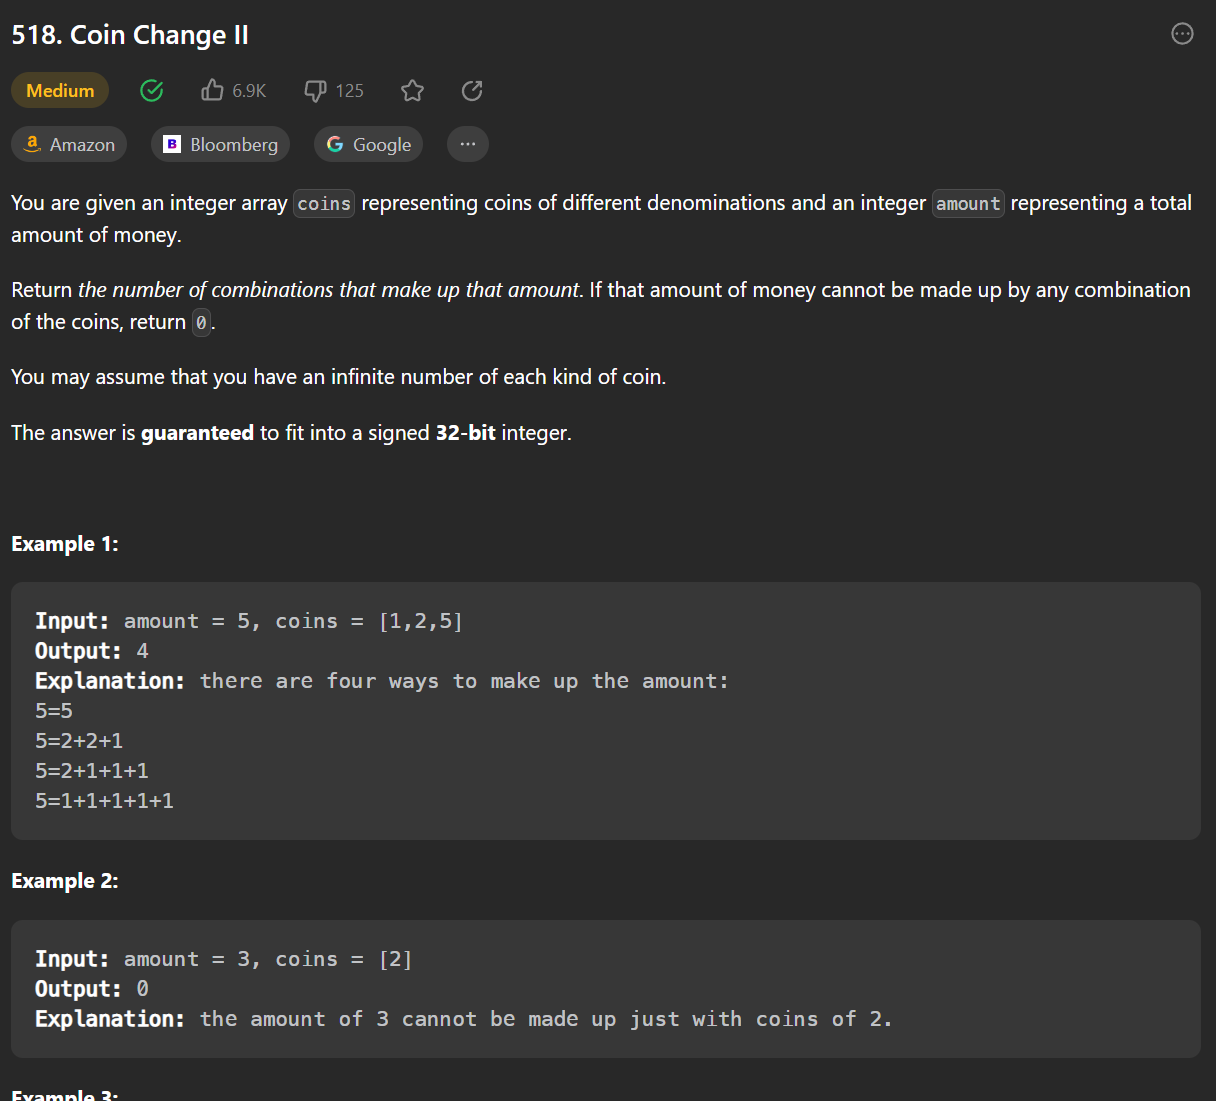 518. Coin Change II
Medium 6.9K 125
Amazon Bloomberg Google ...
You are given an integer array coins representing coins of different denominations and an integer amount representing a total
amount of money.
Return the number of combinations that make up that amount. If that amount of money cannot be made up by any combination
of the coins, return 0.
You may assume that you have an infinite number of each kind of coin.
The answer is guaranteed to fit into a signed 32-bit integer.
Example 1:
Input: amount = 5, coins = [1,2,5]
Output: 4
Explanation: there are four ways to make up the amount:
5=5
5=2+2+1
5=2+1+1+1
5=1+1+1+1+1
Example 2:
Input: amount = 3, coins = [2]
Output: 0
Explanation: the amount of 3 cannot be made up just with coins of 2.
Example 3: